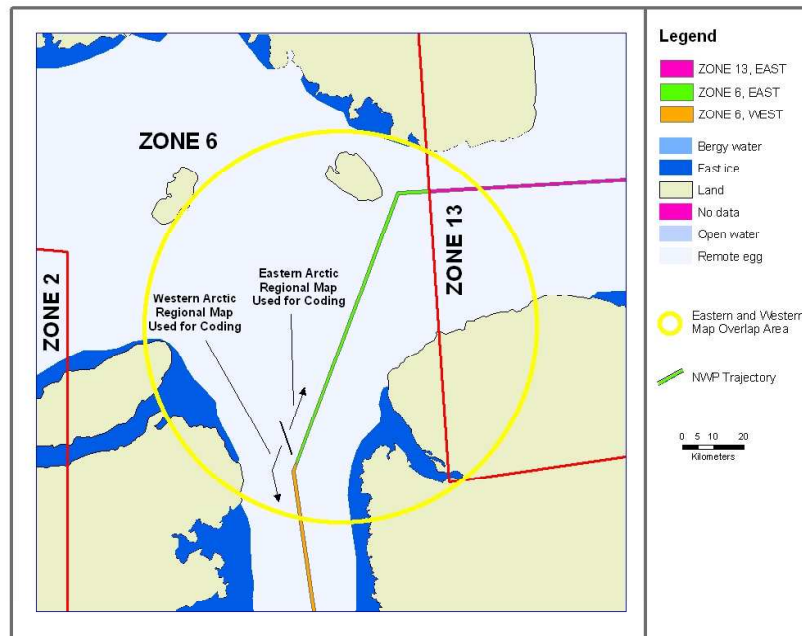 ZONE 6
ZONE 2
ZONE 13
Western Arctic
Regional Map
Used for Coding
Eastern Arctic
Regional Map
Used for Coding
Legend
ZONE 13, EAST
ZONE 6, EAST
ZONE 6, WEST
Bergy water
Fast ice
Land
No data
Open water
Remote egg
Eastern and Western
Map Overlap Area
NWP Trajectory
0 5 10 20
Kilometers